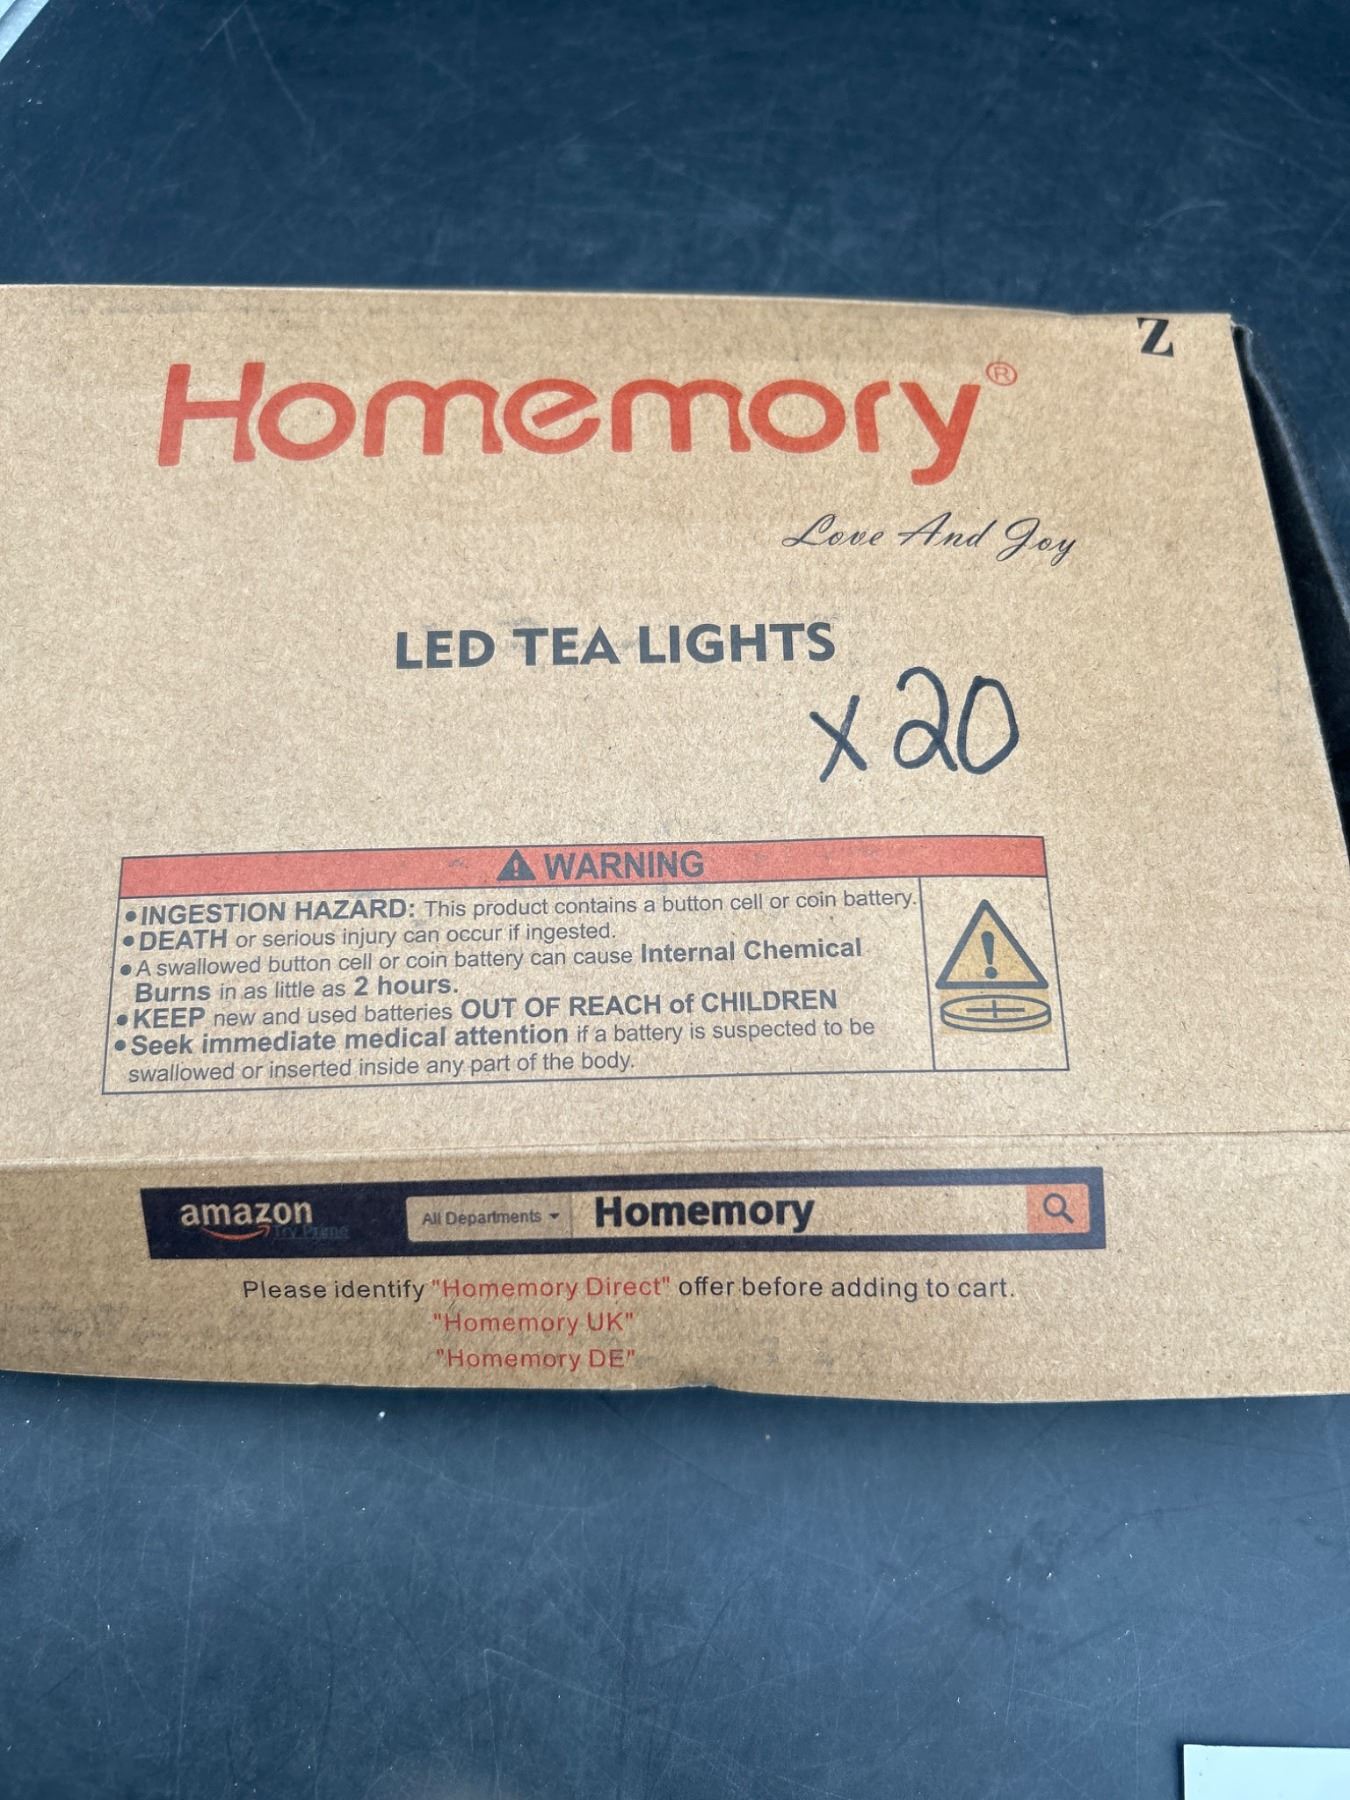 Z
Homemory®
Love And Joy
LED TEA LIGHTS
x 20
⚠ WARNING
•INGESTION HAZARD: This product contains a button cell or coin battery.
•DEATH or serious injury can occur if ingested.
•A swallowed button cell or coin battery can cause Internal Chemical
Burns in as little as 2 hours.
•KEEP new and used batteries OUT OF REACH of CHILDREN
•Seek immediate medical attention if a battery is suspected to be
swallowed or inserted inside any part of the body.
amazon All Departments Homemory
Try Prime
Please identify "Homemory Direct" offer before adding to cart.
"Homemory UK"
"Homemory DE"